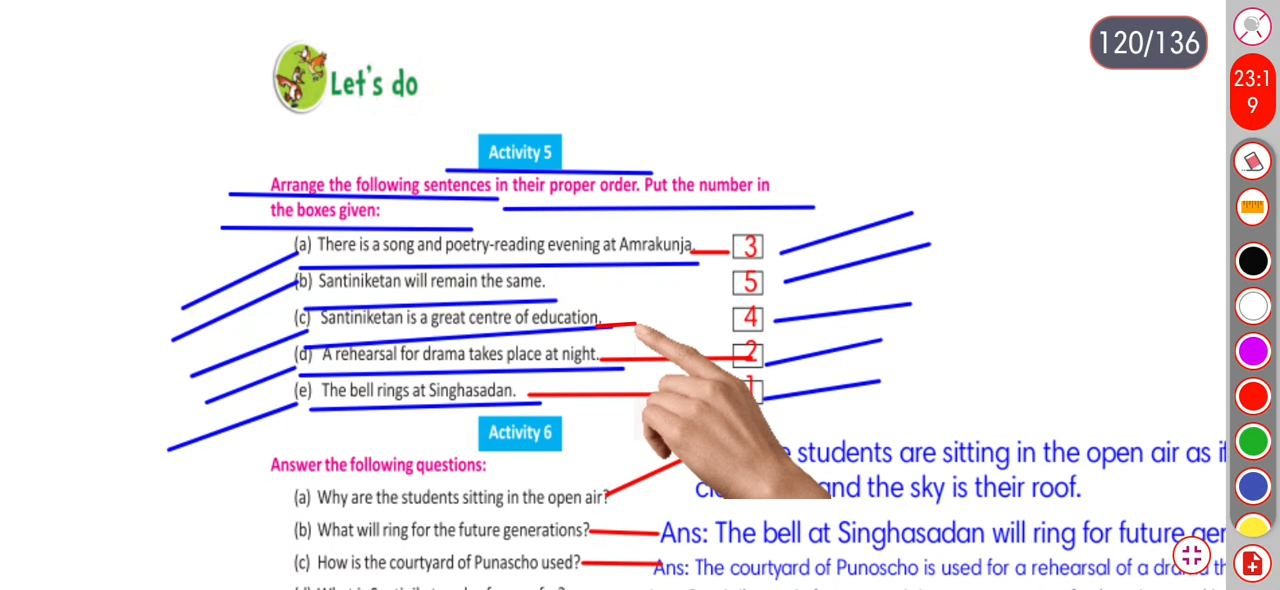 120/136
23:1
9
Let's do
Activity 5
Arrange the following sentences in their proper order. Put the number in
the boxes given:
(a) There is a song and poetry-reading evening at Amrakunja. 3
(b) Santiniketan will remain the same. 5
(c) Santiniketan is a great centre of education. 4
(d) A rehearsal for drama takes place at night. 2
(e) The bell rings at Singhasadan. 1
Activity 6
Answer the following questions:
students are sitting in the open air as if
(a) Why are the students sitting in the open air?
and the sky is their roof.
(b) What will ring for the future generations?
Ans: The bell at Singhasadan will ring for future
(c) How is the courtyard of Punascho used?
Ans: The courtyard of Punoscho is used for a rehearsal of a drama